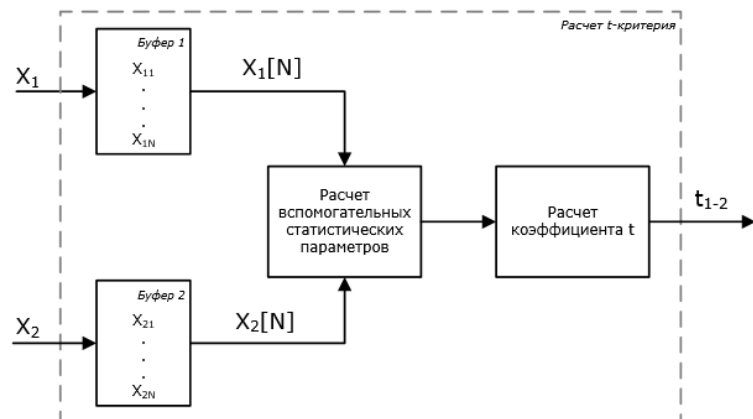 Расчет t-критерия
Буфер 1
X₁
X₁₁
.
.
.
X₁N
X₁[N]
Расчет
вспомогательных
статистических
параметров
Расчет
коэффициента t
t₁₋₂
Буфер 2
X₂
X₂₁
.
.
.
X₂N
X₂[N]